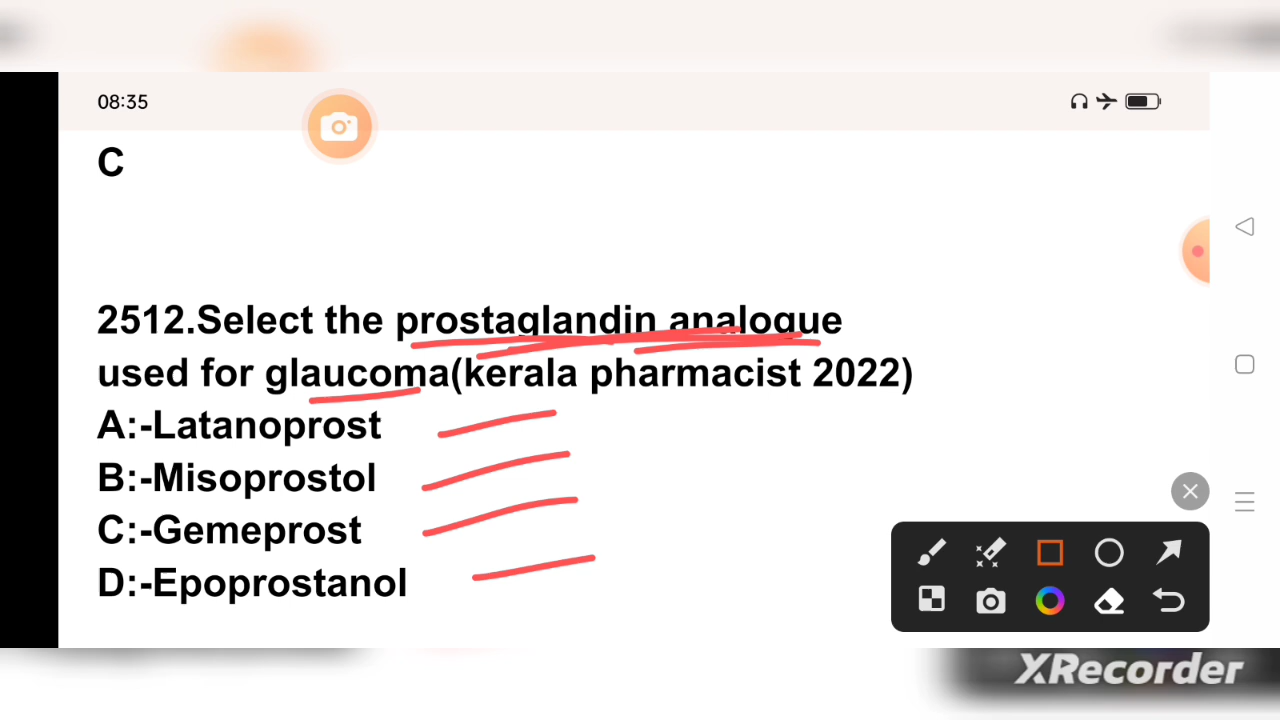 08:35
C
2512.Select the prostaglandin analogue
used for glaucoma(kerala pharmacist 2022)
A:-Latanoprost
B:-Misoprostol
C:-Gemeprost
D:-Epoprostanol
XRecorder